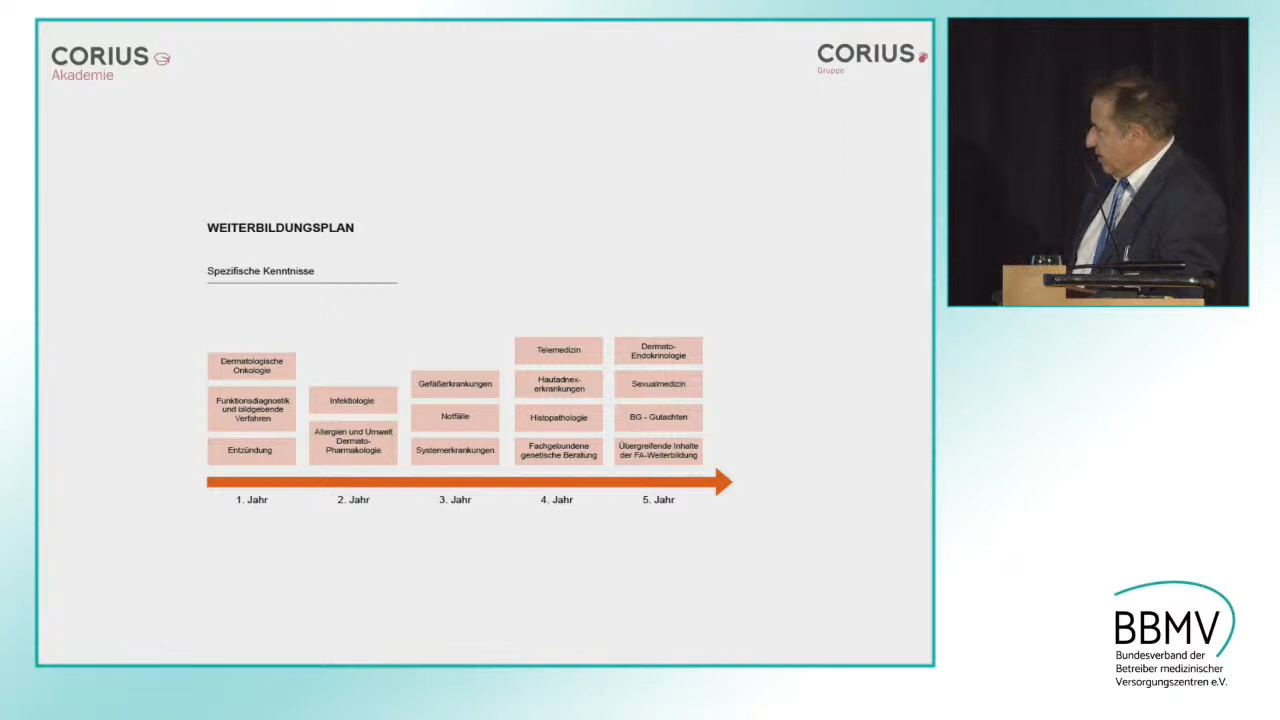 CORIUS
Akademie
CORIUS
Gruppe
WEITERBILDUNGSPLAN
Spezifische Kenntnisse
Dermatologische
Onkologie
Funktionsdiagnostik
und bildgebende
Verfahren
Entzündung
Infektiologie
Allergien und Umwelt
Dermato-
Pharmakologie
Gefäßerkrankungen
Notfälle
Systemerkrankungen
Telemedizin
Hautadnex-
erkrankungen
Histopathologie
Fachgebundene
genetische Beratung
Dermato-
Endokrinologie
Sexualmedizin
BG - Gutachten
Übergreifende Inhalte
der FA-Weiterbildung
1. Jahr
2. Jahr
3. Jahr
4. Jahr
5. Jahr
BBMV
Bundesverband der
Betreiber medizinischer
Versorgungszentren e.V.